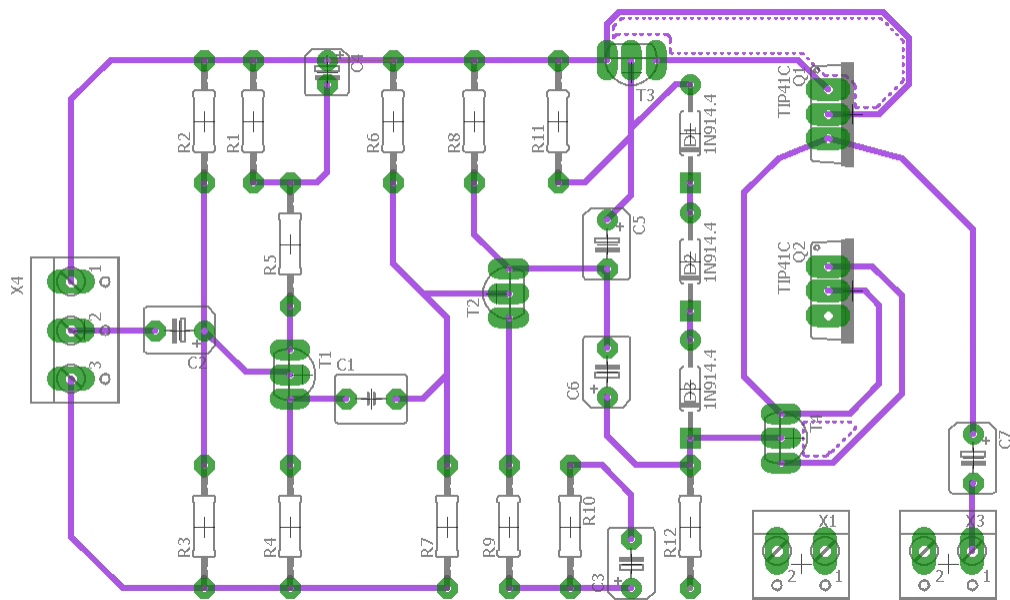 C4
R2
R1
R6
R8
R11
T3
D1
1N914.4
TIP41C
Q1
R5
C5
D2
1N914.4
TIP41C
Q2
X4
1
2
3
C2
T1
C1
T2
C6
D3
1N914.4
T4
C7
R3
R4
R7
R9
R10
C3
R12
X1
2
1
X3
2
1